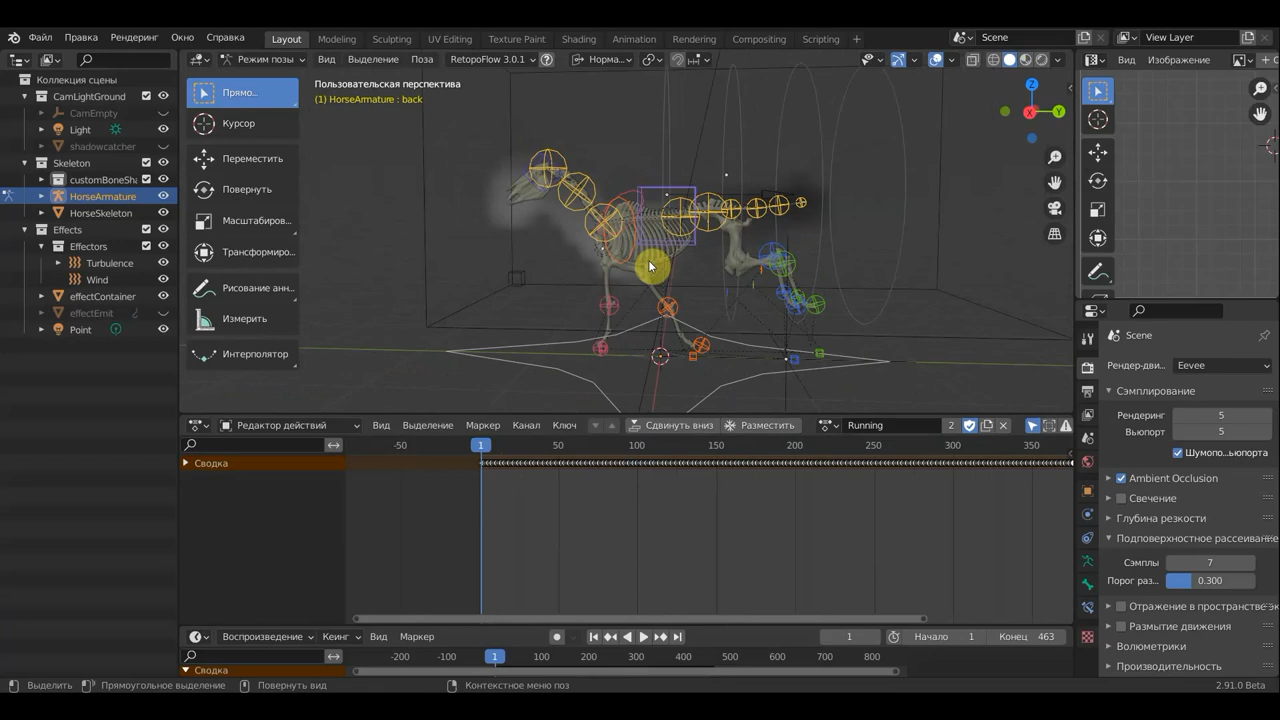 Файл Правка Рендеринг Окно Справка Layout Modeling Sculpting UV Editing Texture Paint Shading Animation Rendering Compositing Scripting + Scene View Layer
Режим позы Вид Выделение Поза RetopoFlow 3.0.1 Норма... Вид Изображение
Коллекция сцены
CamLightGround
CamEmpty
Light
shadowcatcher
Skeleton
customBoneSha
HorseArmature
HorseSkeleton
Effects
Effectors
Turbulence
Wind
effectContainer
effectEmit
Point
Прямо...
Курсор
Переместить
Повернуть
Масштабиров...
Трансформиро...
Рисование анн...
Измерить
Интерполятор
Пользовательская перспектива
(1) HorseArmature : back
Z
Y
X
Редактор действий Вид Выделение Маркер Канал Ключ Сдвинуть вниз Разместить Running 2
-50 1 50 100 150 200 250 300 350
Сводка
Воспроизведение Кеинг Вид Маркер 1 Начало 1 Конец 463
-200 -100 1 100 200 300 400 500 600 700 800
Сводка
Scene
Рендер-дви... Eevee
Сэмплирование
Рендеринг 5
Вьюпорт 5
Шумопо...ьюпорта
Ambient Occlusion
Свечение
Глубина резкости
Подповерхностное рассеивание
Сэмплы 7
Порог раз... 0.300
Отражение в пространстве эк
Размытие движения
Волюметрики
Производительность
Выделить Прямоугольное выделение Повернуть вид Контекстное меню поз 2.91.0 Beta